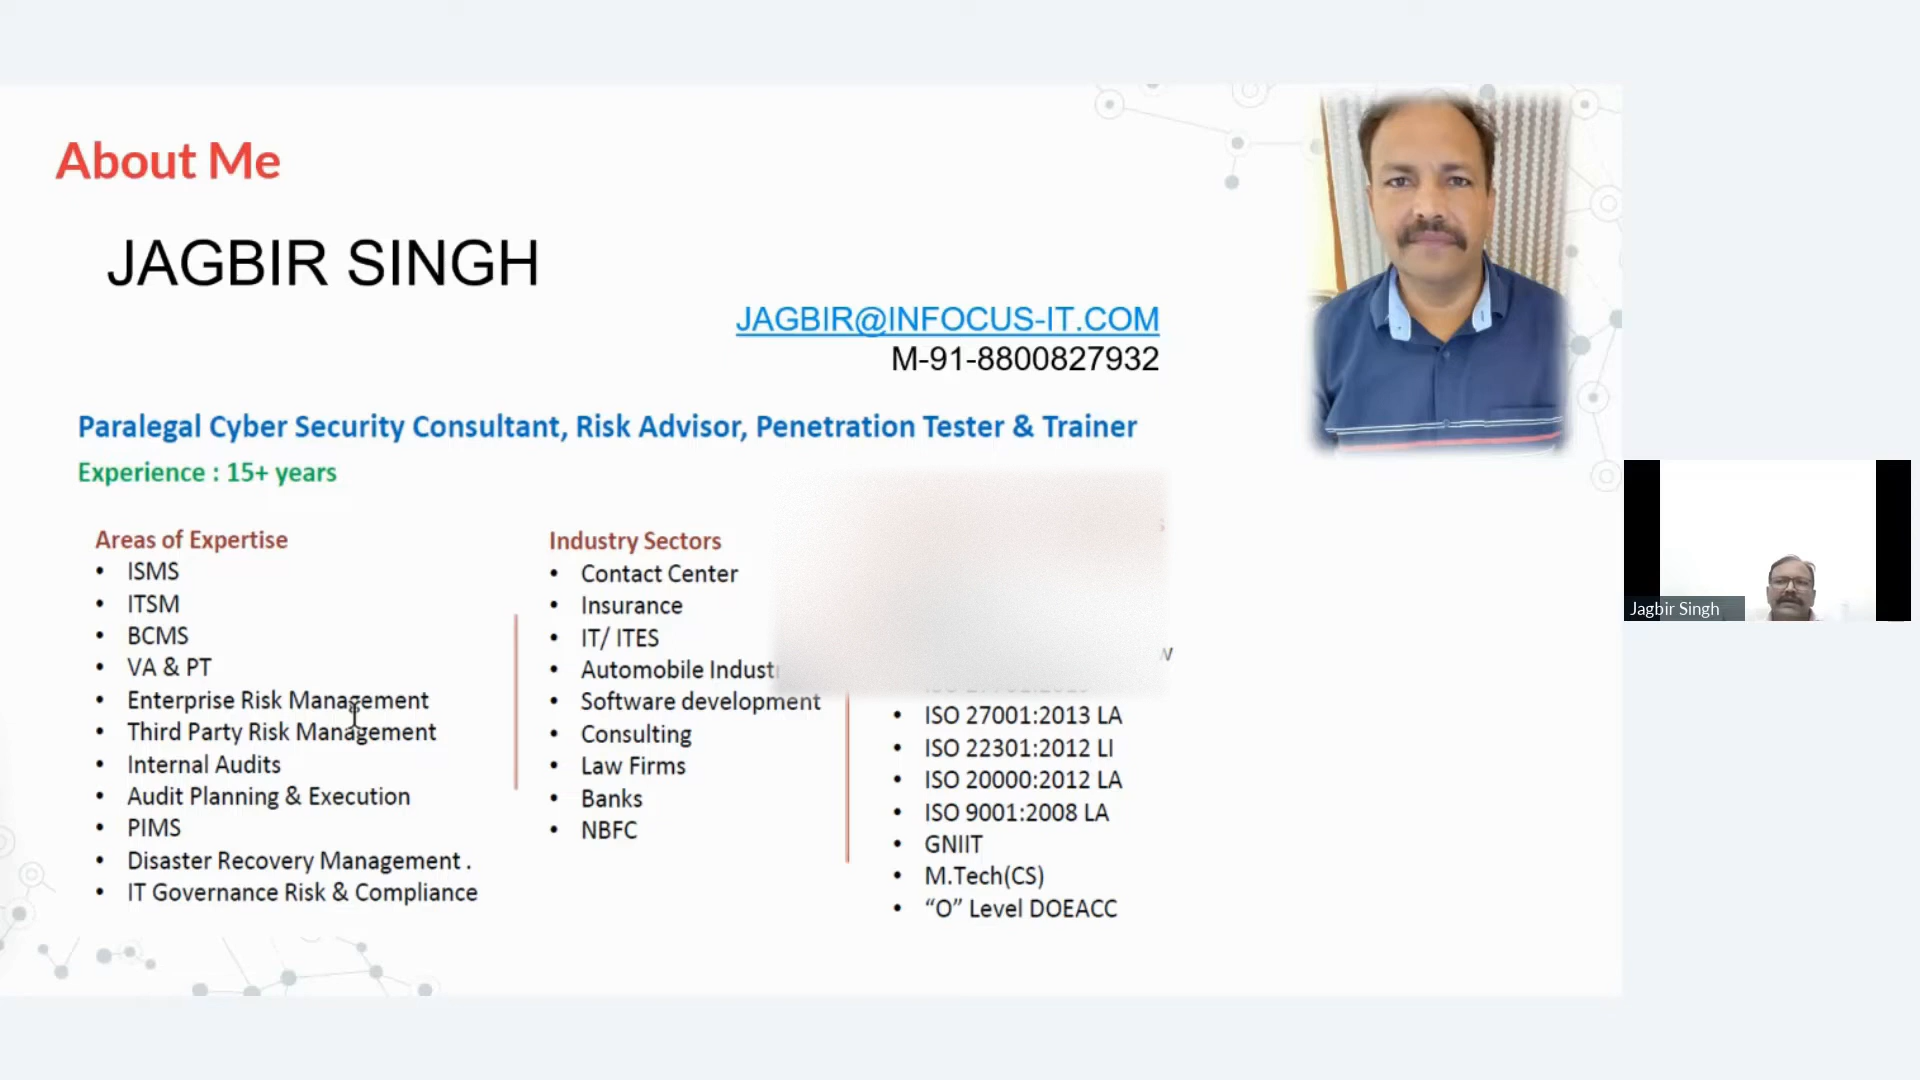 About Me
JAGBIR SINGH
JAGBIR@INFOCUS-IT.COM
M-91-8800827932
Paralegal Cyber Security Consultant, Risk Advisor, Penetration Tester & Trainer
Experience : 15+ years
Areas of Expertise
• ISMS
• ITSM
• BCMS
• VA & PT
• Enterprise Risk Management
• Third Party Risk Management
• Internal Audits
• Audit Planning & Execution
• PIMS
• Disaster Recovery Management .
• IT Governance Risk & Compliance
Industry Sectors
• Contact Center
• Insurance
• IT/ ITES
• Automobile
• Software development
• Consulting
• Law Firms
• Banks
• NBFC
• ISO 27001:2013 LA
• ISO 22301:2012 LI
• ISO 20000:2012 LA
• ISO 9001:2008 LA
• GNIIT
• M.Tech(CS)
• “O” Level DOEACC
Jagbir Singh